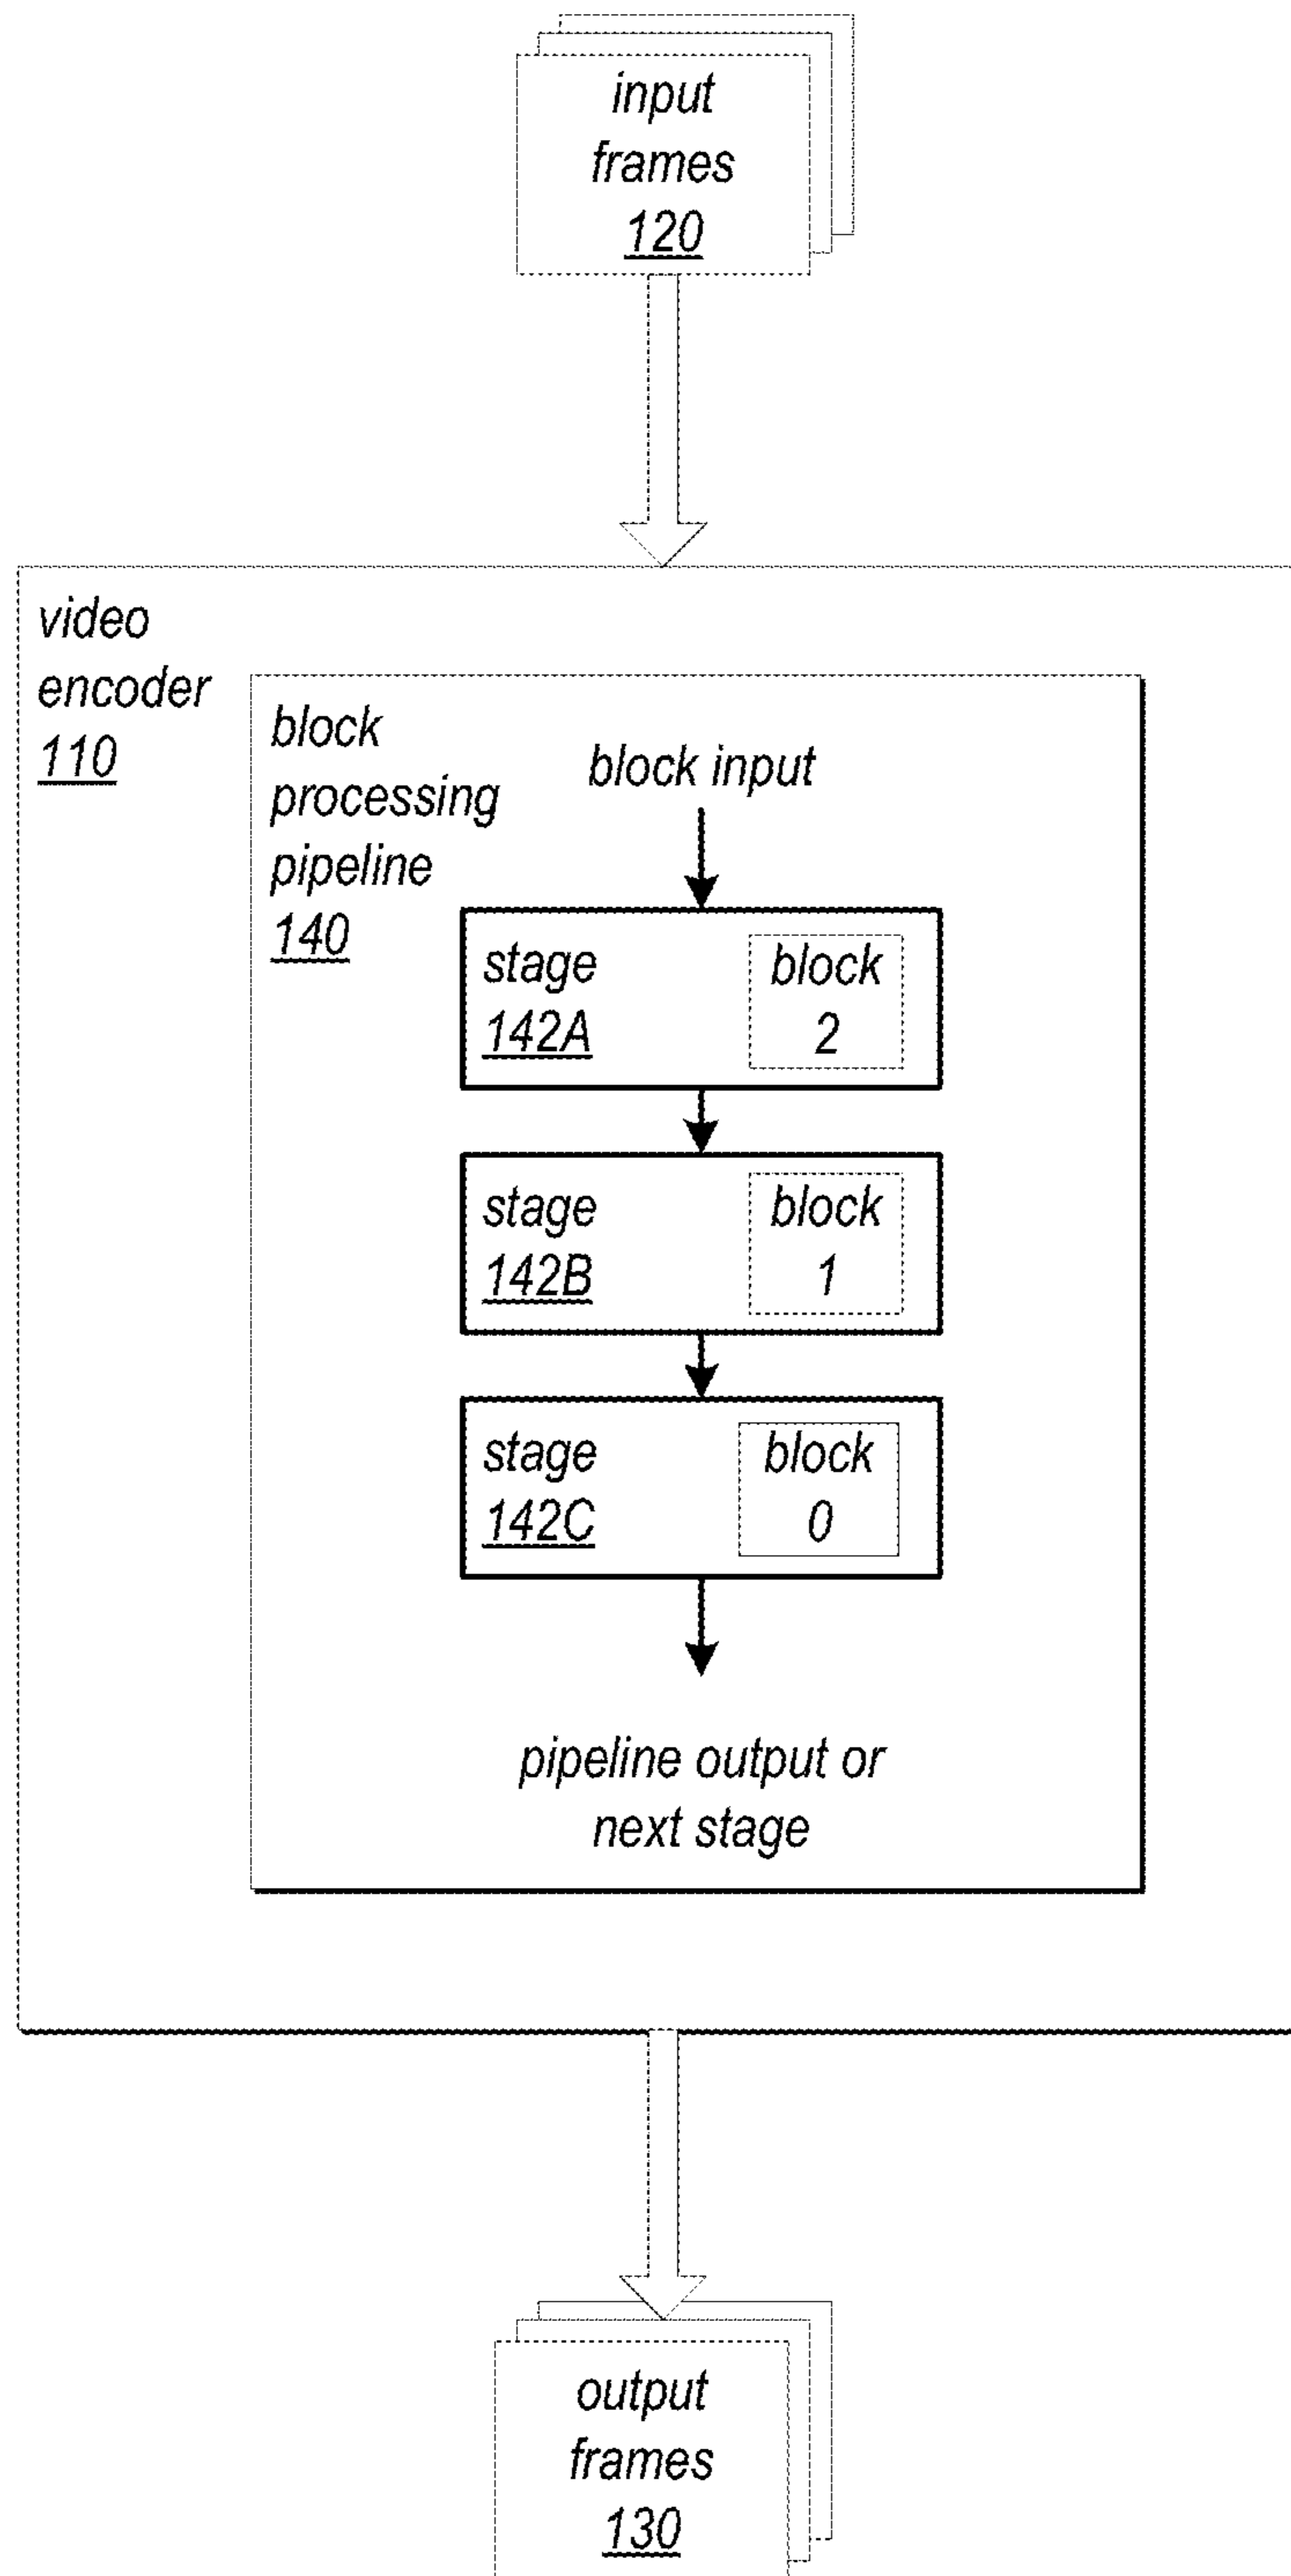 input
frames
120
video
encoder
110
block
processing
pipeline
140
block input
stage
142A
block
2
stage
142B
block
1
stage
142C
block
0
pipeline output or
next stage
output
frames
130